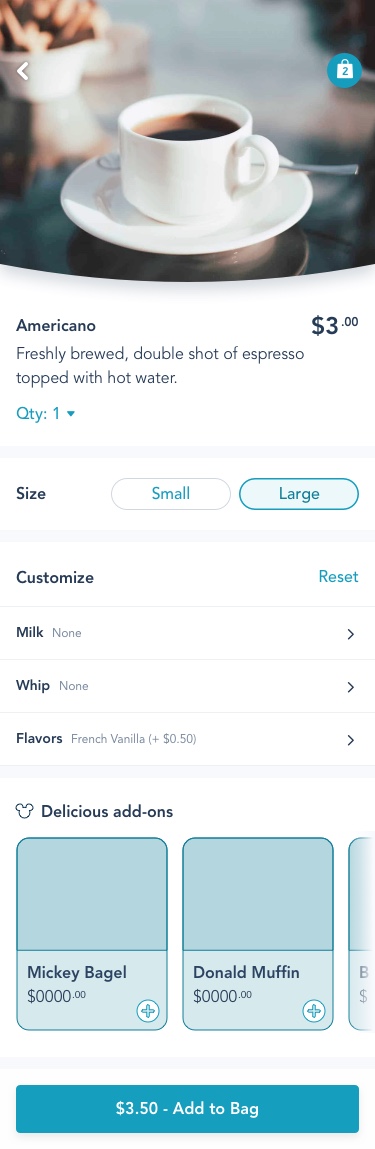 2
Americano
$3.00
Freshly brewed, double shot of espresso
topped with hot water.
Qty: 1
Size
Small
Large
Customize
Reset
Milk None
Whip None
Flavors French Vanilla (+ $0.50)
Delicious add-ons
Mickey Bagel
$0000.00
Donald Muffin
$0000.00
B
$
$3.50 - Add to Bag